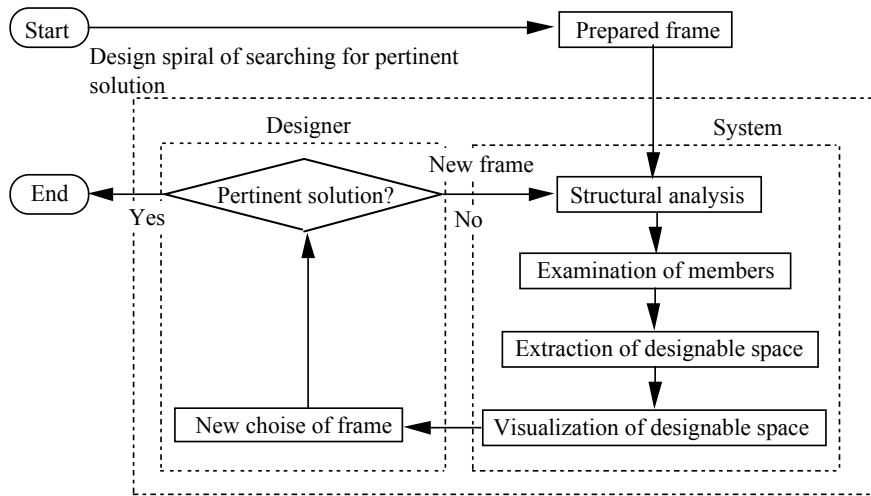 Start
Prepared frame
Design spiral of searching for pertinent
solution
Designer
System
New frame
End
Pertinent solution?
Structural analysis
Yes
No
Examination of members
Extraction of designable space
New choise of frame
Visualization of designable space